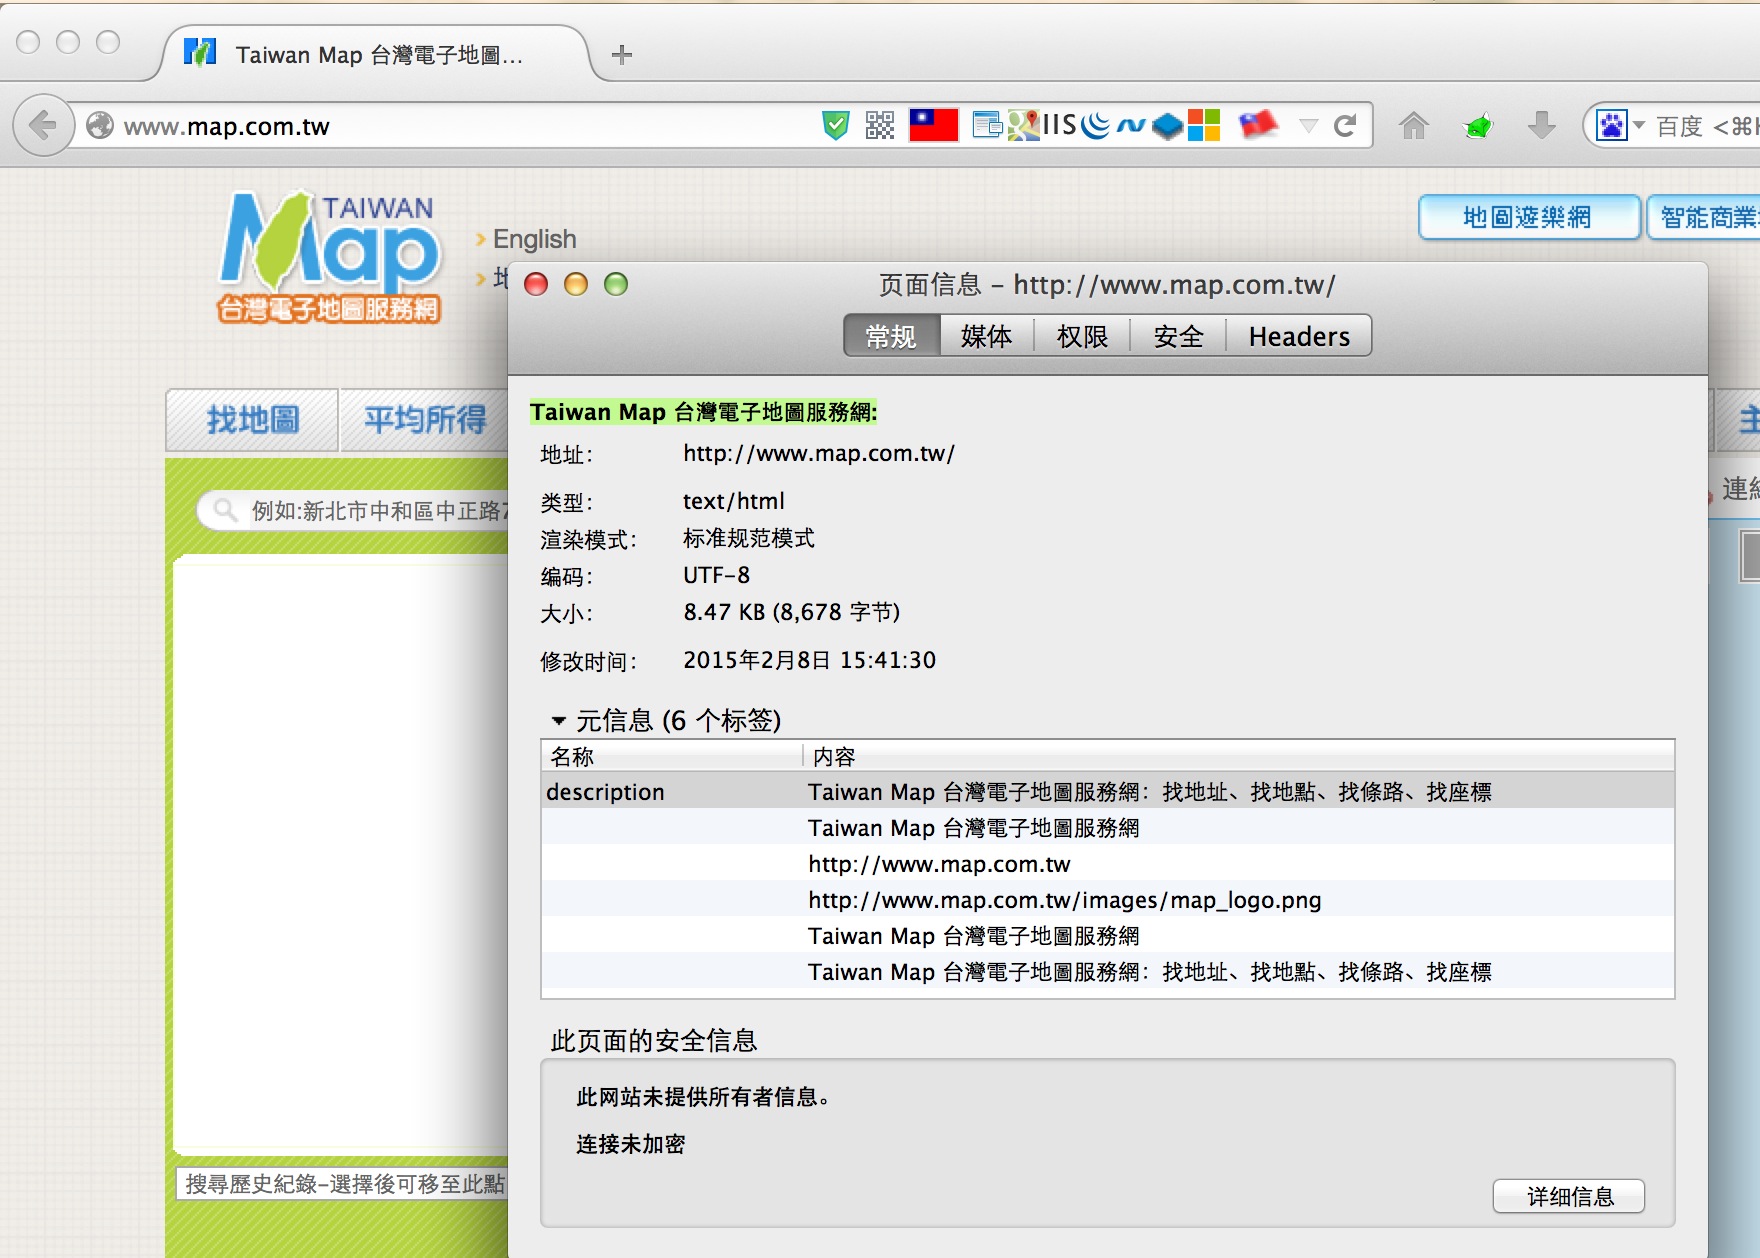 Taiwan Map 台灣電子地圖...
www.map.com.tw
IIS
百度 <⌘
TAIWAN
Map
台灣電子地圖服務網
English
地
地圖遊樂網
智能商業
页面信息 – http://www.map.com.tw/
常规 媒体 权限 安全 Headers
找地圖
平均所得
主
Taiwan Map 台灣電子地圖服務網:
地址: http://www.map.com.tw/
类型: text/html
渲染模式: 标准规范模式
编码: UTF-8
大小: 8.47 KB (8,678 字节)
修改时间: 2015年2月8日 15:41:30
例如:新北市中和區中正路7
連結
元信息 (6 个标签)
名称 内容
description Taiwan Map 台灣電子地圖服務網: 找地址、找地點、找條路、找座標
Taiwan Map 台灣電子地圖服務網
http://www.map.com.tw
http://www.map.com.tw/images/map_logo.png
Taiwan Map 台灣電子地圖服務網
Taiwan Map 台灣電子地圖服務網: 找地址、找地點、找條路、找座標
此页面的安全信息
此网站未提供所有者信息。
连接未加密
搜尋歷史紀錄-選擇後可移至此點
详细信息